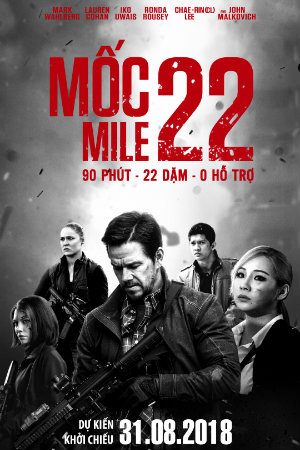 MARK WAHLBERG LAUREN COHAN IKO UWAIS RONDA ROUSEY CHAE-RIN(CL) LEE AND JOHN MALKOVICH
MỐC 22
MILE
90 PHÚT - 22 DẶM - 0 HỖ TRỢ
DỰ KIẾN
KHỞI CHIẾU 31.08.2018